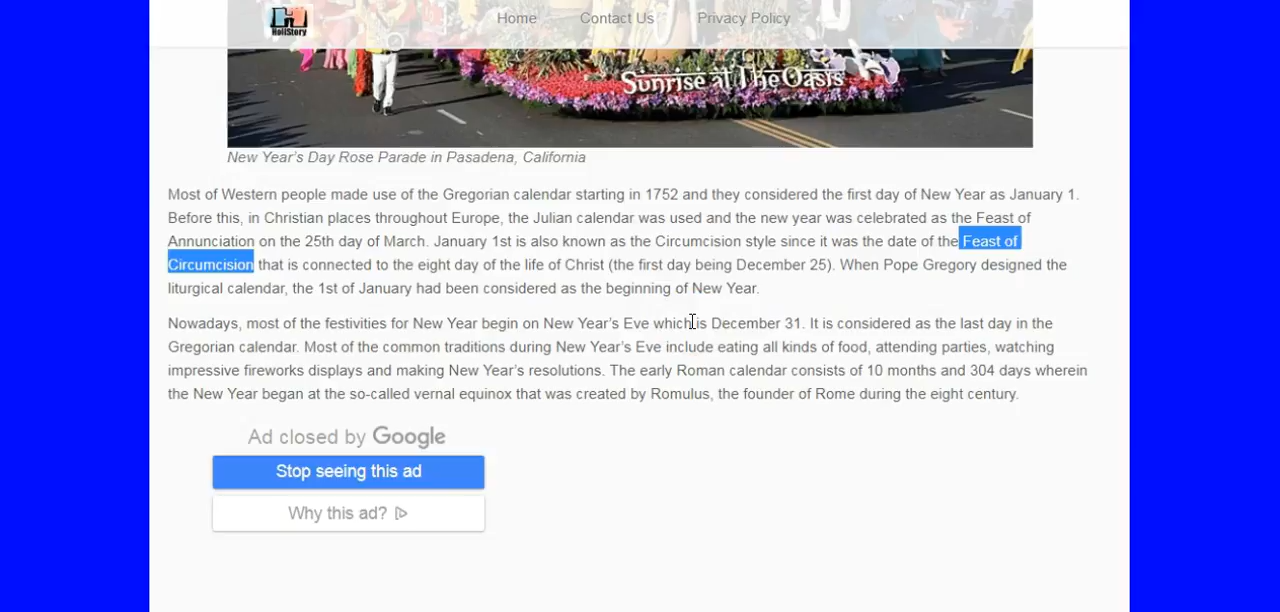 Home Contact Us Privacy Policy
HoliStory
Sunrise at The Oasis
New Year's Day Rose Parade in Pasadena, California
Most of Western people made use of the Gregorian calendar starting in 1752 and they considered the first day of New Year as January 1.
Before this, in Christian places throughout Europe, the Julian calendar was used and the new year was celebrated as the Feast of
Annunciation on the 25th day of March. January 1st is also known as the Circumcision style since it was the date of the Feast of
Circumcision that is connected to the eight day of the life of Christ (the first day being December 25). When Pope Gregory designed the
liturgical calendar, the 1st of January had been considered as the beginning of New Year.
Nowadays, most of the festivities for New Year begin on New Year's Eve which is December 31. It is considered as the last day in the
Gregorian calendar. Most of the common traditions during New Year's Eve include eating all kinds of food, attending parties, watching
impressive fireworks displays and making New Year's resolutions. The early Roman calendar consists of 10 months and 304 days wherein
the New Year began at the so-called vernal equinox that was created by Romulus, the founder of Rome during the eight century.
Ad closed by Google
Stop seeing this ad
Why this ad?